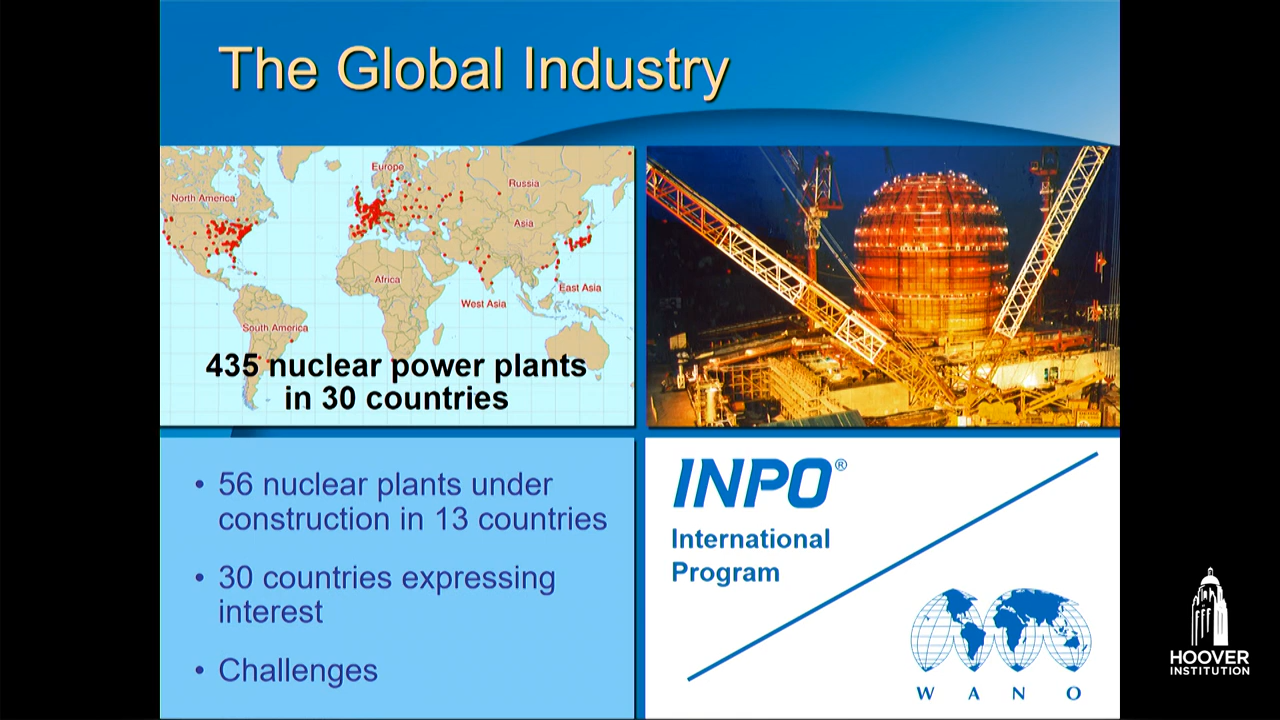 The Global Industry
Europe
North America
Russia
Asia
Africa
East Asia
West Asia
South America
435 nuclear power plants
in 30 countries
• 56 nuclear plants under
construction in 13 countries
• 30 countries expressing
interest
• Challenges
INPO®
International
Program
W A N O
HOOVER
INSTITUTION